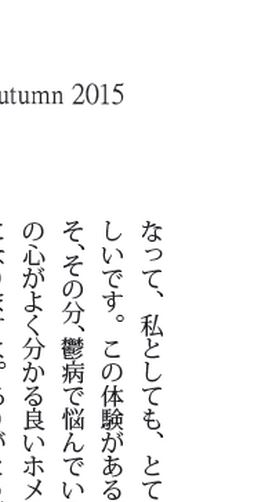 utumn 2015
なって、私としても、とて
しいです。この体験がある
そ、その分、鬱病で悩んでい
の心がよく分かる良いホメ